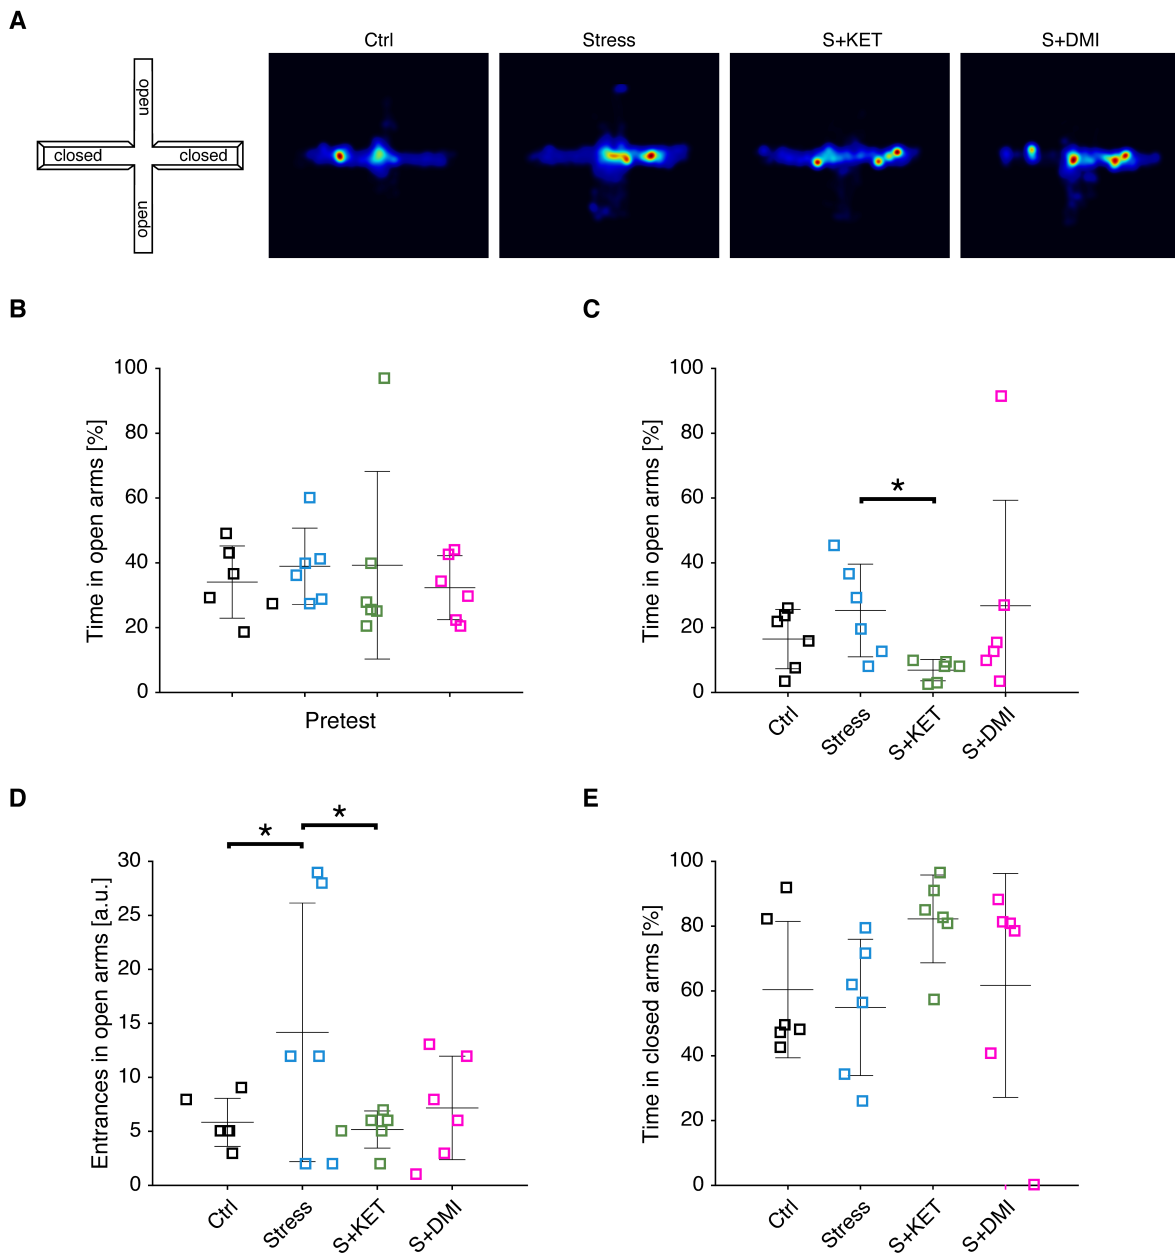 A
Ctrl
Stress
S+KET
S+DMI
open
closed
closed
open
B
Time in open arms [%]
100
80
60
40
20
0
Pretest
C
Time in open arms [%]
100
80
60
40
20
0
*
Ctrl
Stress
S+KET
S+DMI
D
Entrances in open arms [a.u.]
30
25
20
15
10
5
0
*
*
Ctrl
Stress
S+KET
S+DMI
E
Time in closed arms [%]
100
80
60
40
20
0
Ctrl
Stress
S+KET
S+DMI